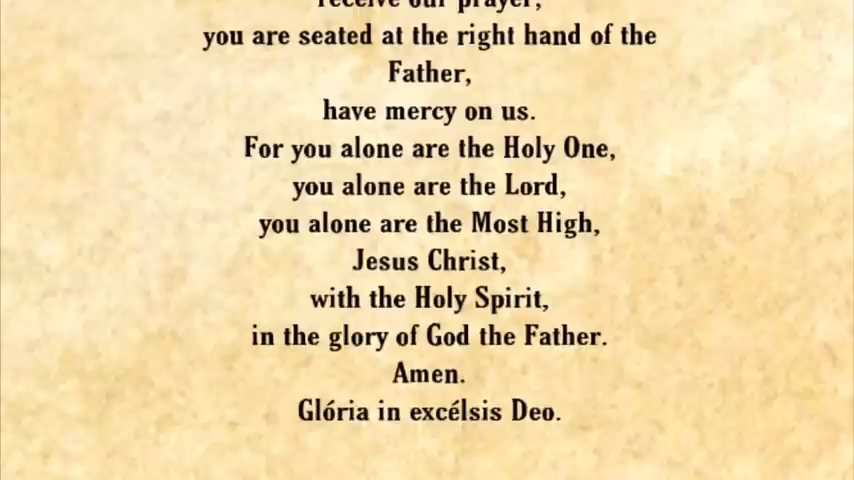 receive our prayer,
you are seated at the right hand of the
Father,
have mercy on us.
For you alone are the Holy One,
you alone are the Lord,
you alone are the Most High,
Jesus Christ,
with the Holy Spirit,
in the glory of God the Father.
Amen.
Glória in excélsis Deo.